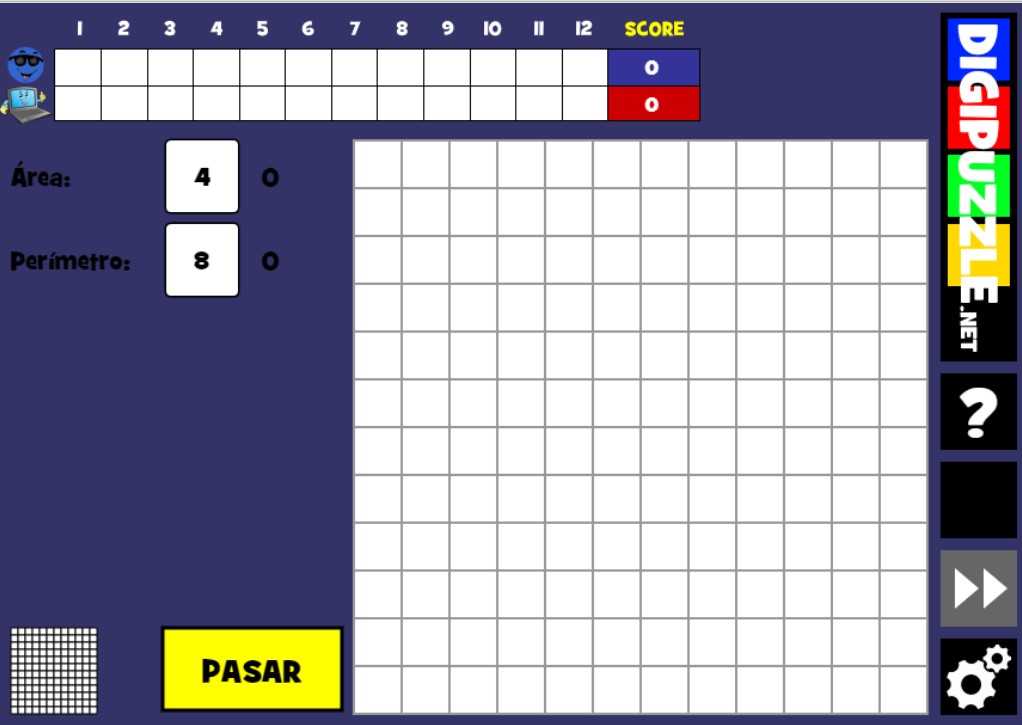 1 2 3 4 5 6 7 8 9 10 11 12 SCORE
0
0
Área: 4 0
Perímetro: 8 0
PASAR
DIGIPUZZLE.NET
?